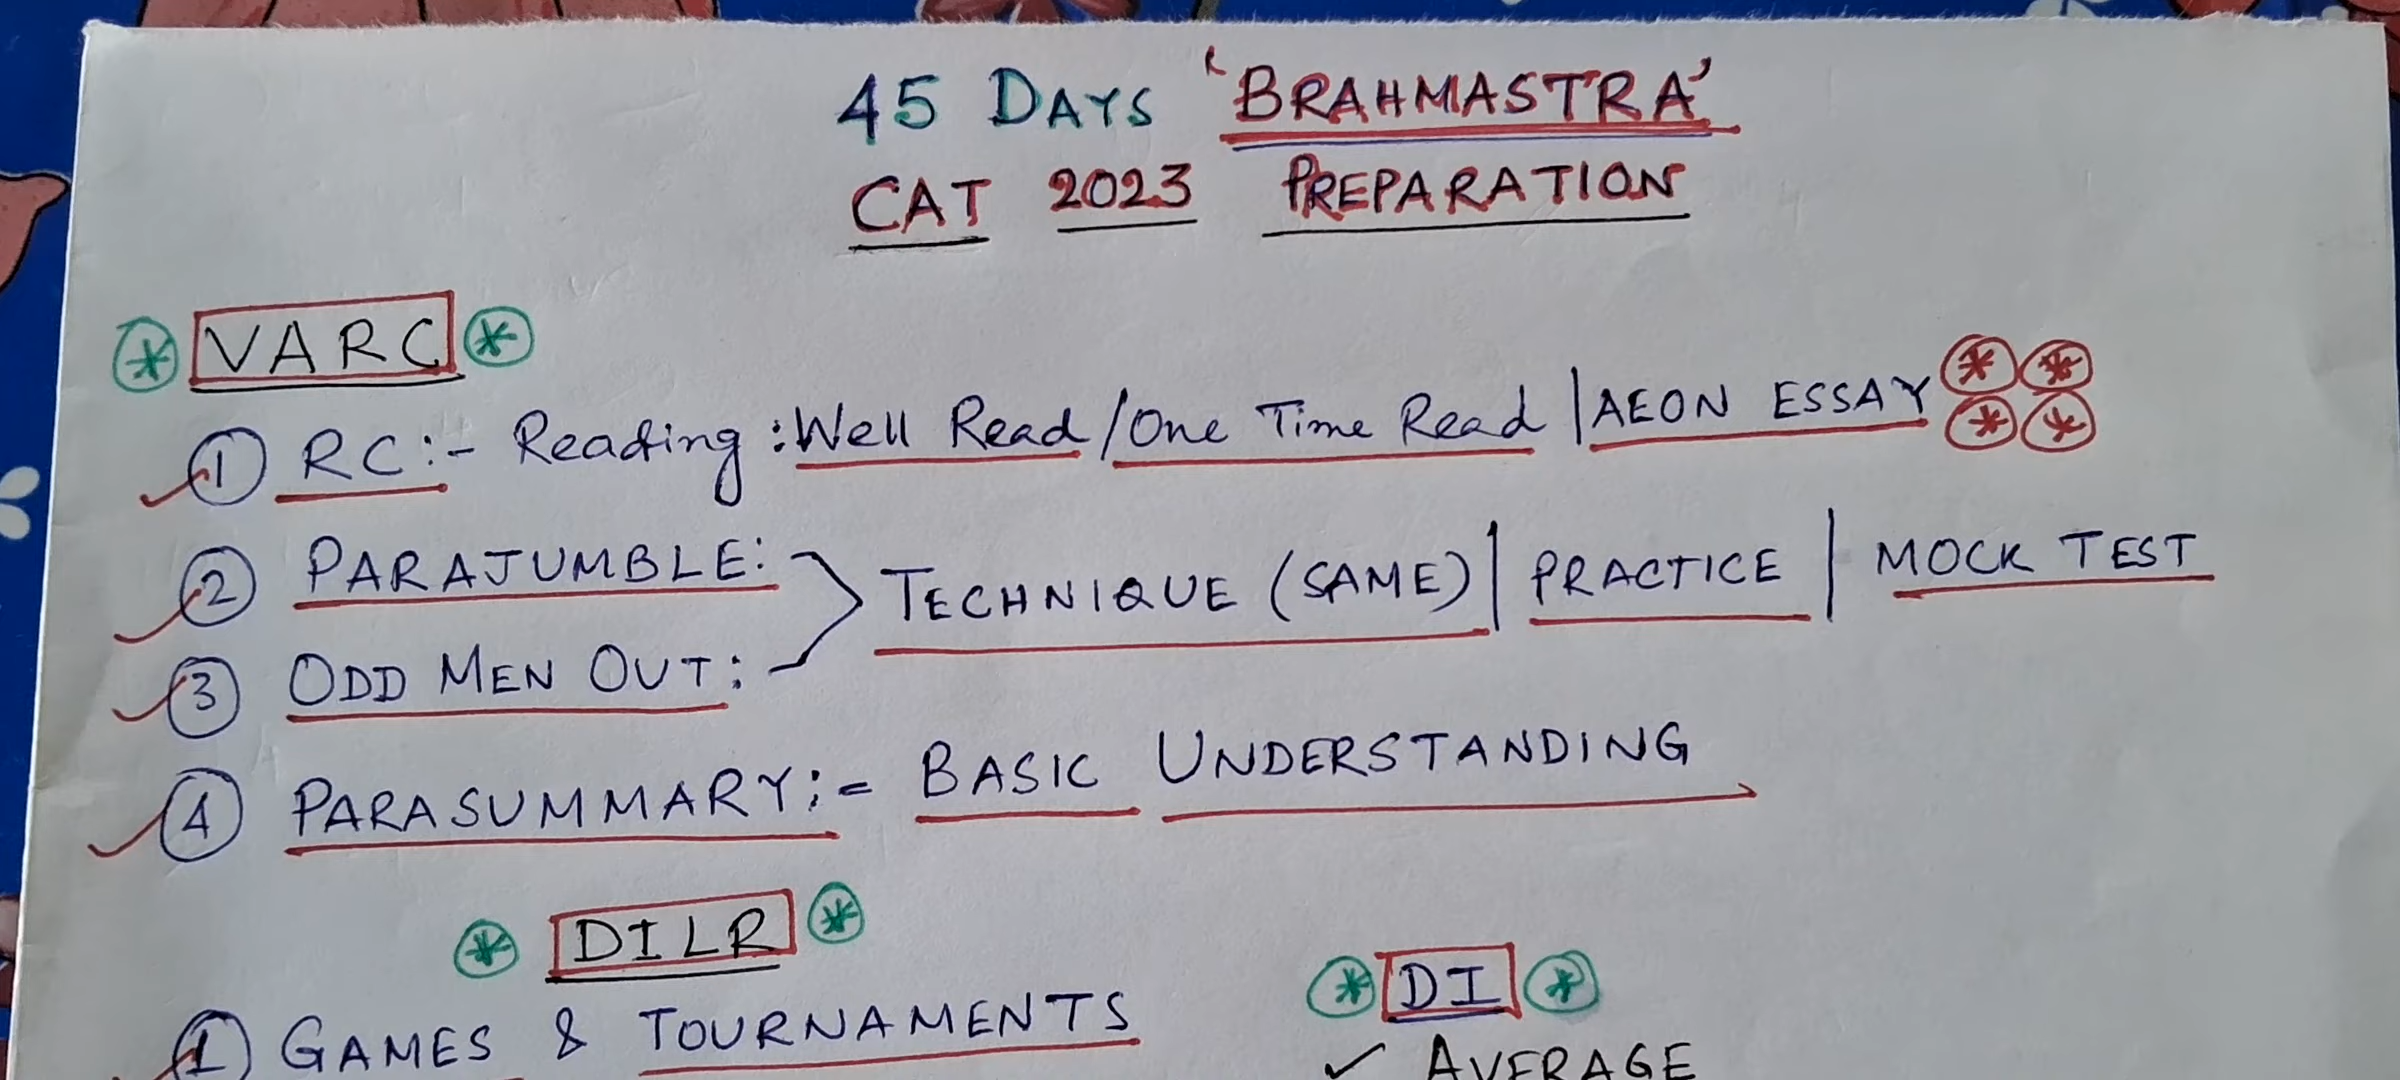 45 DAYS 'BRAHMASTRA'
CAT 2023 PREPARATION
* VARC *
① RC:- Reading: Well Read/One Time Read | AEON ESSAY * * * *
② PARAJUMBLE:
TECHNIQUE (SAME) | PRACTICE | MOCK TEST
③ ODD MEN OUT:
④ PARASUMMARY:- BASIC UNDERSTANDING
* DILR *
* DI *
① GAMES & TOURNAMENTS
✓ AVERAGE